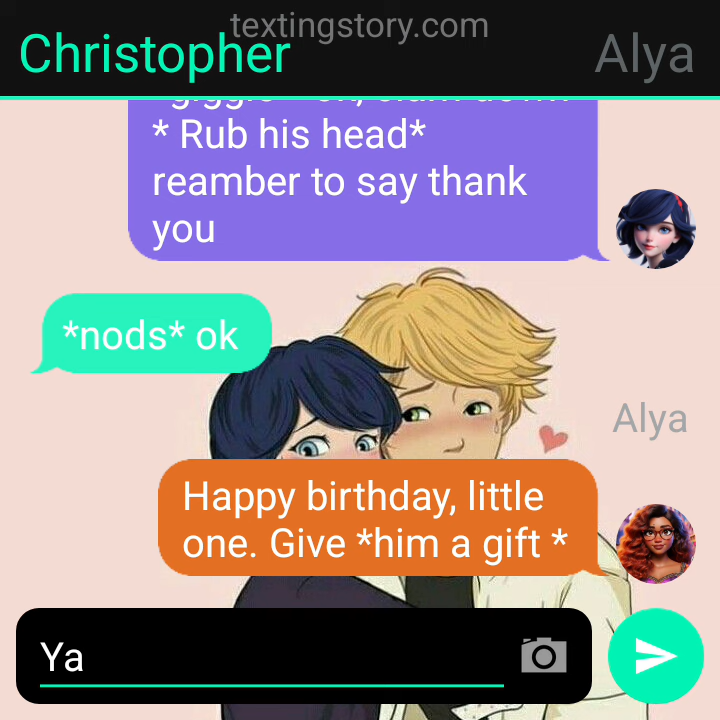 textingstory.com
Christopher
Alya
* Rub his head*
reamber to say thank
you
*nods* ok
Alya
Happy birthday, little
one. Give *him a gift *
Ya